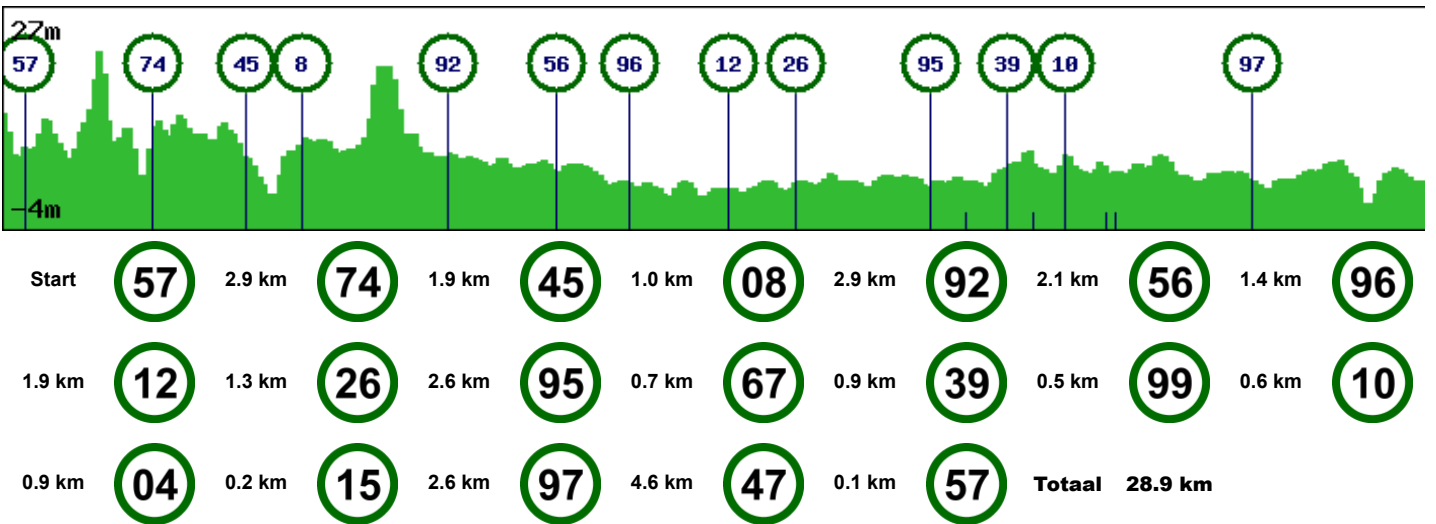 27m
57 74 45 8 92 56 96 12 26 95 39 10 97
-4m
Start 57 2.9 km 74 1.9 km 45 1.0 km 08 2.9 km 92 2.1 km 56 1.4 km 96
1.9 km 12 1.3 km 26 2.6 km 95 0.7 km 67 0.9 km 39 0.5 km 99 0.6 km 10
0.9 km 04 0.2 km 15 2.6 km 97 4.6 km 47 0.1 km 57 Totaal 28.9 km